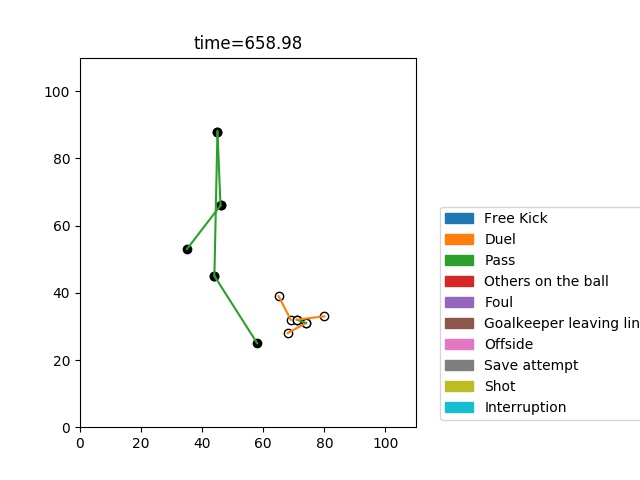 time=658.98
100
80
60
40
20
0
0 20 40 60 80 100
Free Kick
Duel
Pass
Others on the ball
Foul
Goalkeeper leaving lin
Offside
Save attempt
Shot
Interruption